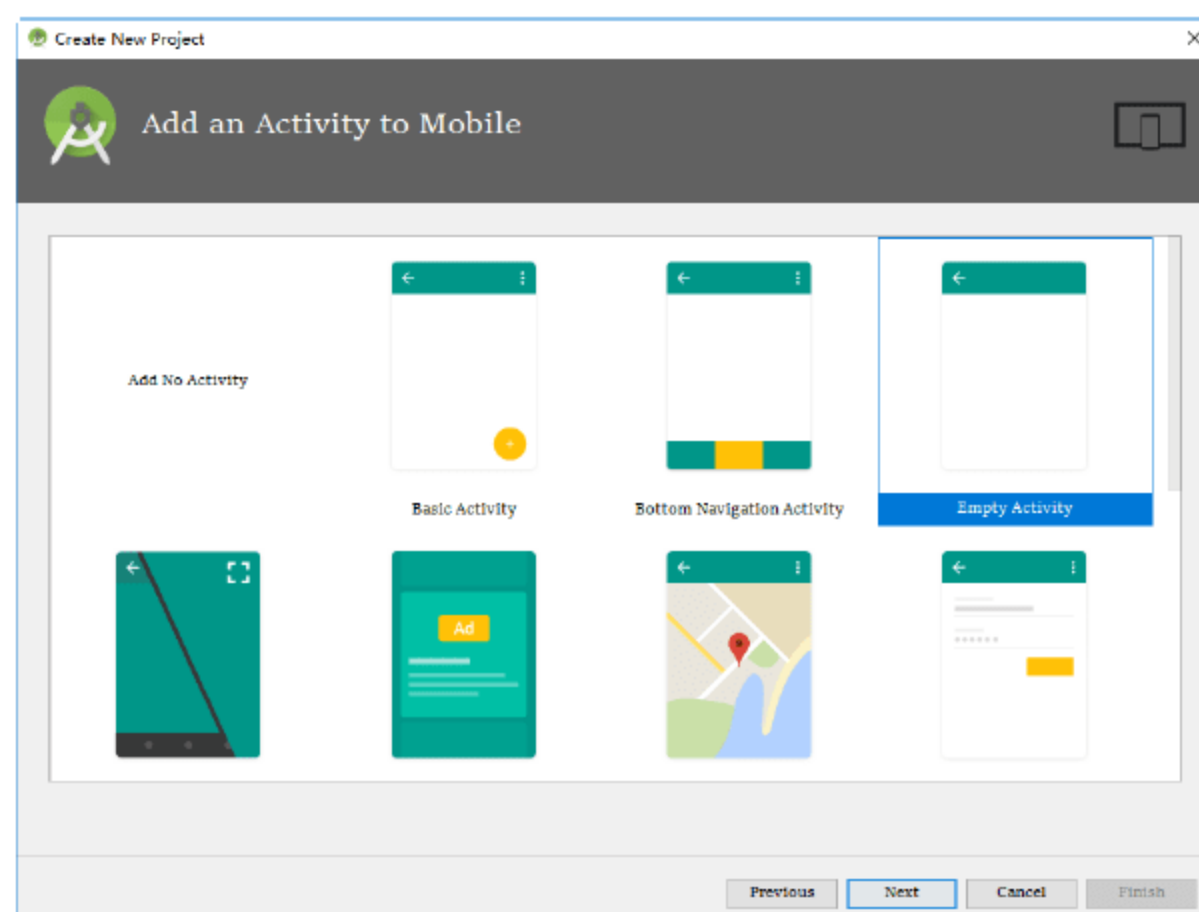 Create New Project
Add an Activity to Mobile
Add No Activity
Basic Activity
Bottom Navigation Activity
Empty Activity
Ad
Previous
Next
Cancel
Finish